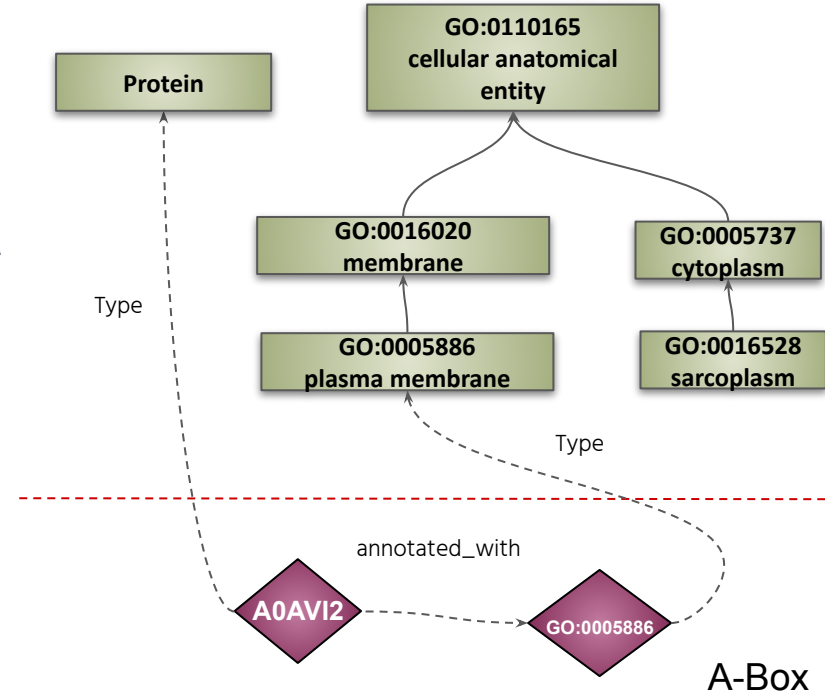 GO:0110165
cellular anatomical
entity
Protein
GO:0016020
membrane
GO:0005737
cytoplasm
Type
GO:0005886
plasma membrane
GO:0016528
sarcoplasm
Type
annotated_with
A0AVI2
GO:0005886
A-Box